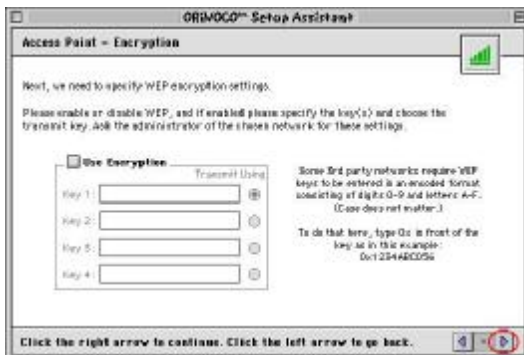 ORiNOCO™ Setup Assistant
Access Point - Encryption
Next, we need to specify WEP encryption settings.
Please enable or disable WEP, and if enabled please specify the key(s) and choose the
transmit key. Ask the administrator of the chosen network for these settings.
Use Encryption
Transmit Using
Key 1:
Key 2:
Key 3:
Key 4:
Some 3rd party networks require WEP
keys to be entered in an encoded format
consisting of digits 0-9 and letters A-F.
(Case does not matter.)
To do that here, type 0x in front of the
key as in this example:
0x1234ABCD56
Click the right arrow to continue. Click the left arrow to go back.